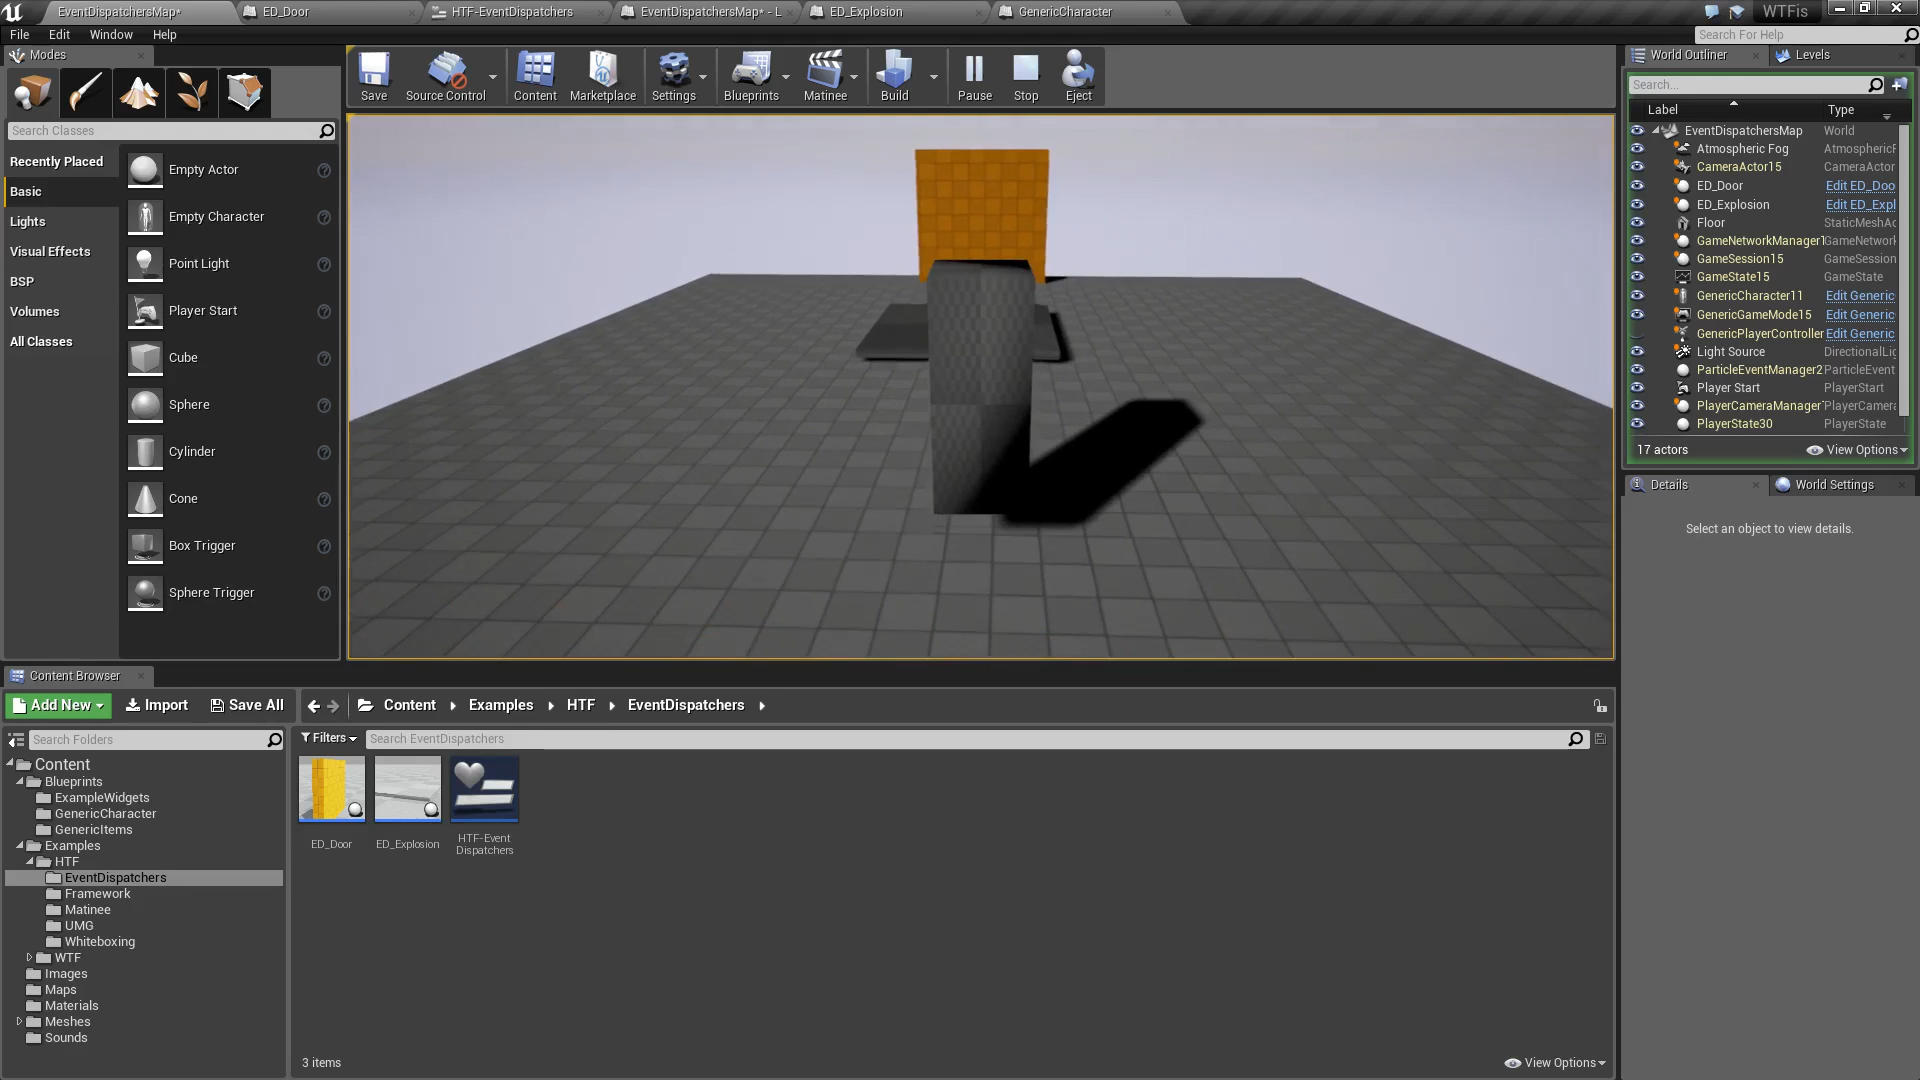 EventDispatchersMap*
ED_Door
HTF-EventDispatchers
EventDispatchersMap* - L
ED_Explosion
GenericCharacter
WTFis
File Edit Window Help
Search For Help
Modes
Save
Source Control
Content
Marketplace
Settings
Blueprints
Matinee
Build
Pause
Stop
Eject
World Outliner
Levels
Search...
Search Classes
Label Type
Recently Placed
Basic
Lights
Visual Effects
BSP
Volumes
All Classes
Empty Actor
Empty Character
Point Light
Player Start
Cube
Sphere
Cylinder
Cone
Box Trigger
Sphere Trigger
EventDispatchersMap World
Atmospheric Fog AtmosphericF
CameraActor15 CameraActor
ED_Door Edit ED_Doo
ED_Explosion Edit ED_Expl
Floor StaticMeshAc
GameNetworkManager1 GameNetwork
GameSession15 GameSession
GameState15 GameState
GenericCharacter11 Edit Generic
GenericGameMode15 Edit Generic
GenericPlayerController Edit Generic
Light Source DirectionalLig
ParticleEventManager2 ParticleEvent
Player Start PlayerStart
PlayerCameraManager PlayerCamera
PlayerState30 PlayerState
17 actors
View Options
Details
World Settings
Select an object to view details.
Content Browser
Add New
Import
Save All
Content
Examples
HTF
EventDispatchers
Search Folders
Filters
Search EventDispatchers
Content
Blueprints
ExampleWidgets
GenericCharacter
GenericItems
Examples
HTF
EventDispatchers
Framework
Matinee
UMG
Whiteboxing
WTF
Images
Maps
Materials
Meshes
Sounds
ED_Door
ED_Explosion
HTF-Event
Dispatchers
3 items
View Options